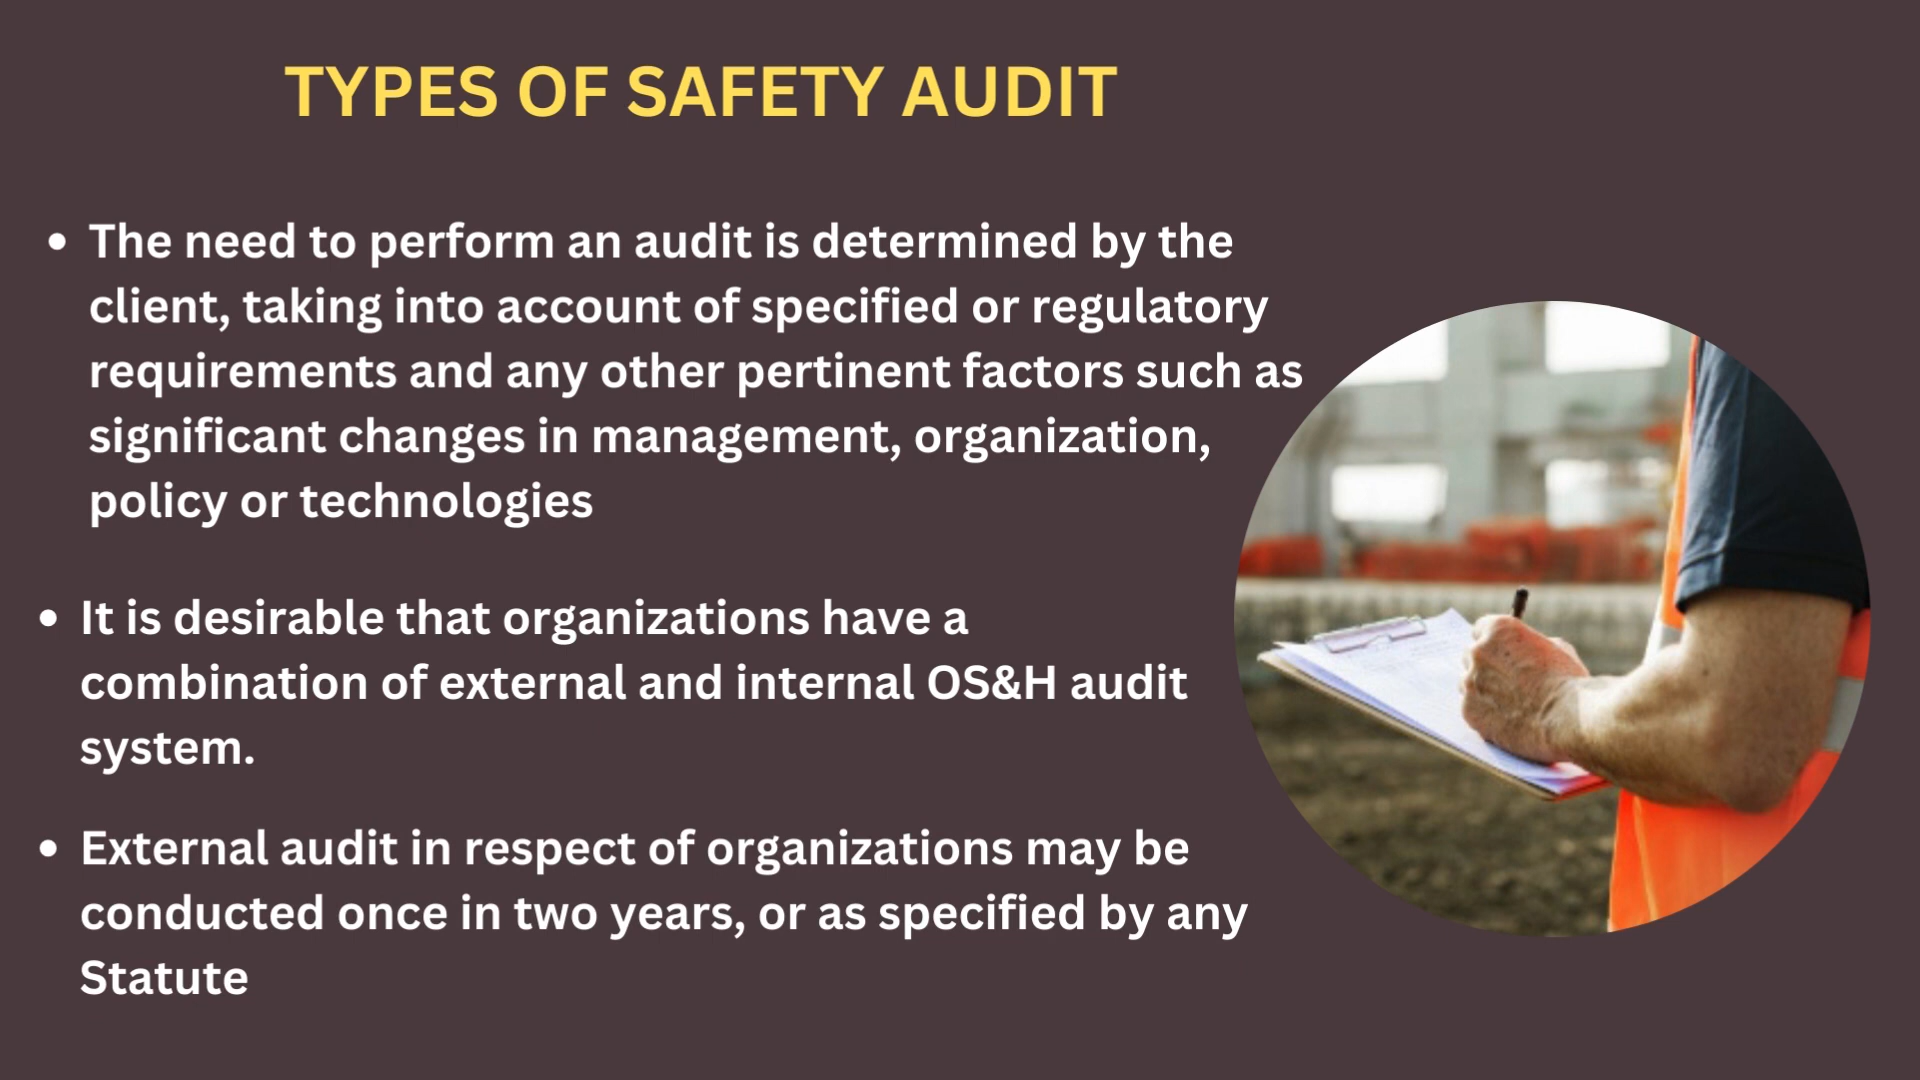 TYPES OF SAFETY AUDIT
• The need to perform an audit is determined by the
client, taking into account of specified or regulatory
requirements and any other pertinent factors such as
significant changes in management, organization,
policy or technologies
• It is desirable that organizations have a
combination of external and internal OS&H audit
system.
• External audit in respect of organizations may be
conducted once in two years, or as specified by any
Statute